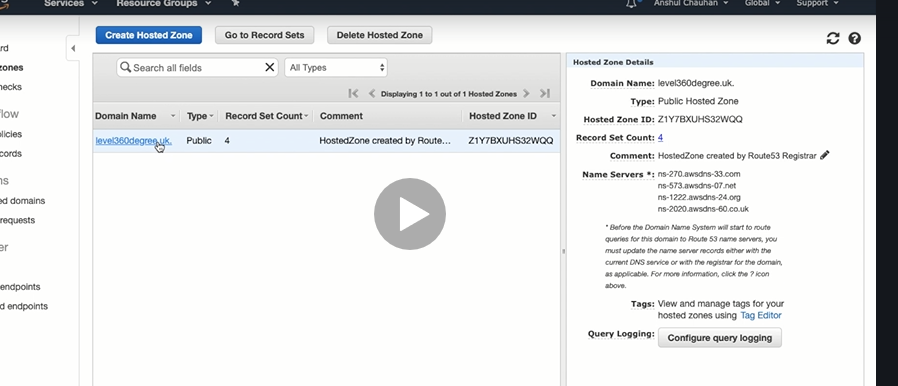 Services
Resource Groups
Anshul Chauhan
Global
Support
Create Hosted Zone
Go to Record Sets
Delete Hosted Zone
Search all fields
All Types
Displaying 1 to 1 out of 1 Hosted Zones
Domain Name Type Record Set Count Comment Hosted Zone ID
level360degree.uk. Public 4 HostedZone created by Route... Z1Y7BXUHS32WQQ
rd
zones
hecks
flow
licies
cords
ns
ed domains
requests
er
endpoints
d endpoints
Hosted Zone Details
Domain Name: level360degree.uk.
Type: Public Hosted Zone
Hosted Zone ID: Z1Y7BXUHS32WQQ
Record Set Count: 4
Comment: HostedZone created by Route53 Registrar
Name Servers *: ns-270.awsdns-33.com
ns-573.awsdns-07.net
ns-1222.awsdns-24.org
ns-2020.awsdns-60.co.uk
* Before the Domain Name System will start to route
queries for this domain to Route 53 name servers, you
must update the name server records either with the
current DNS service or with the registrar for the domain,
as applicable. For more information, click the ? icon
above.
Tags: View and manage tags for your
hosted zones using Tag Editor
Query Logging: Configure query logging